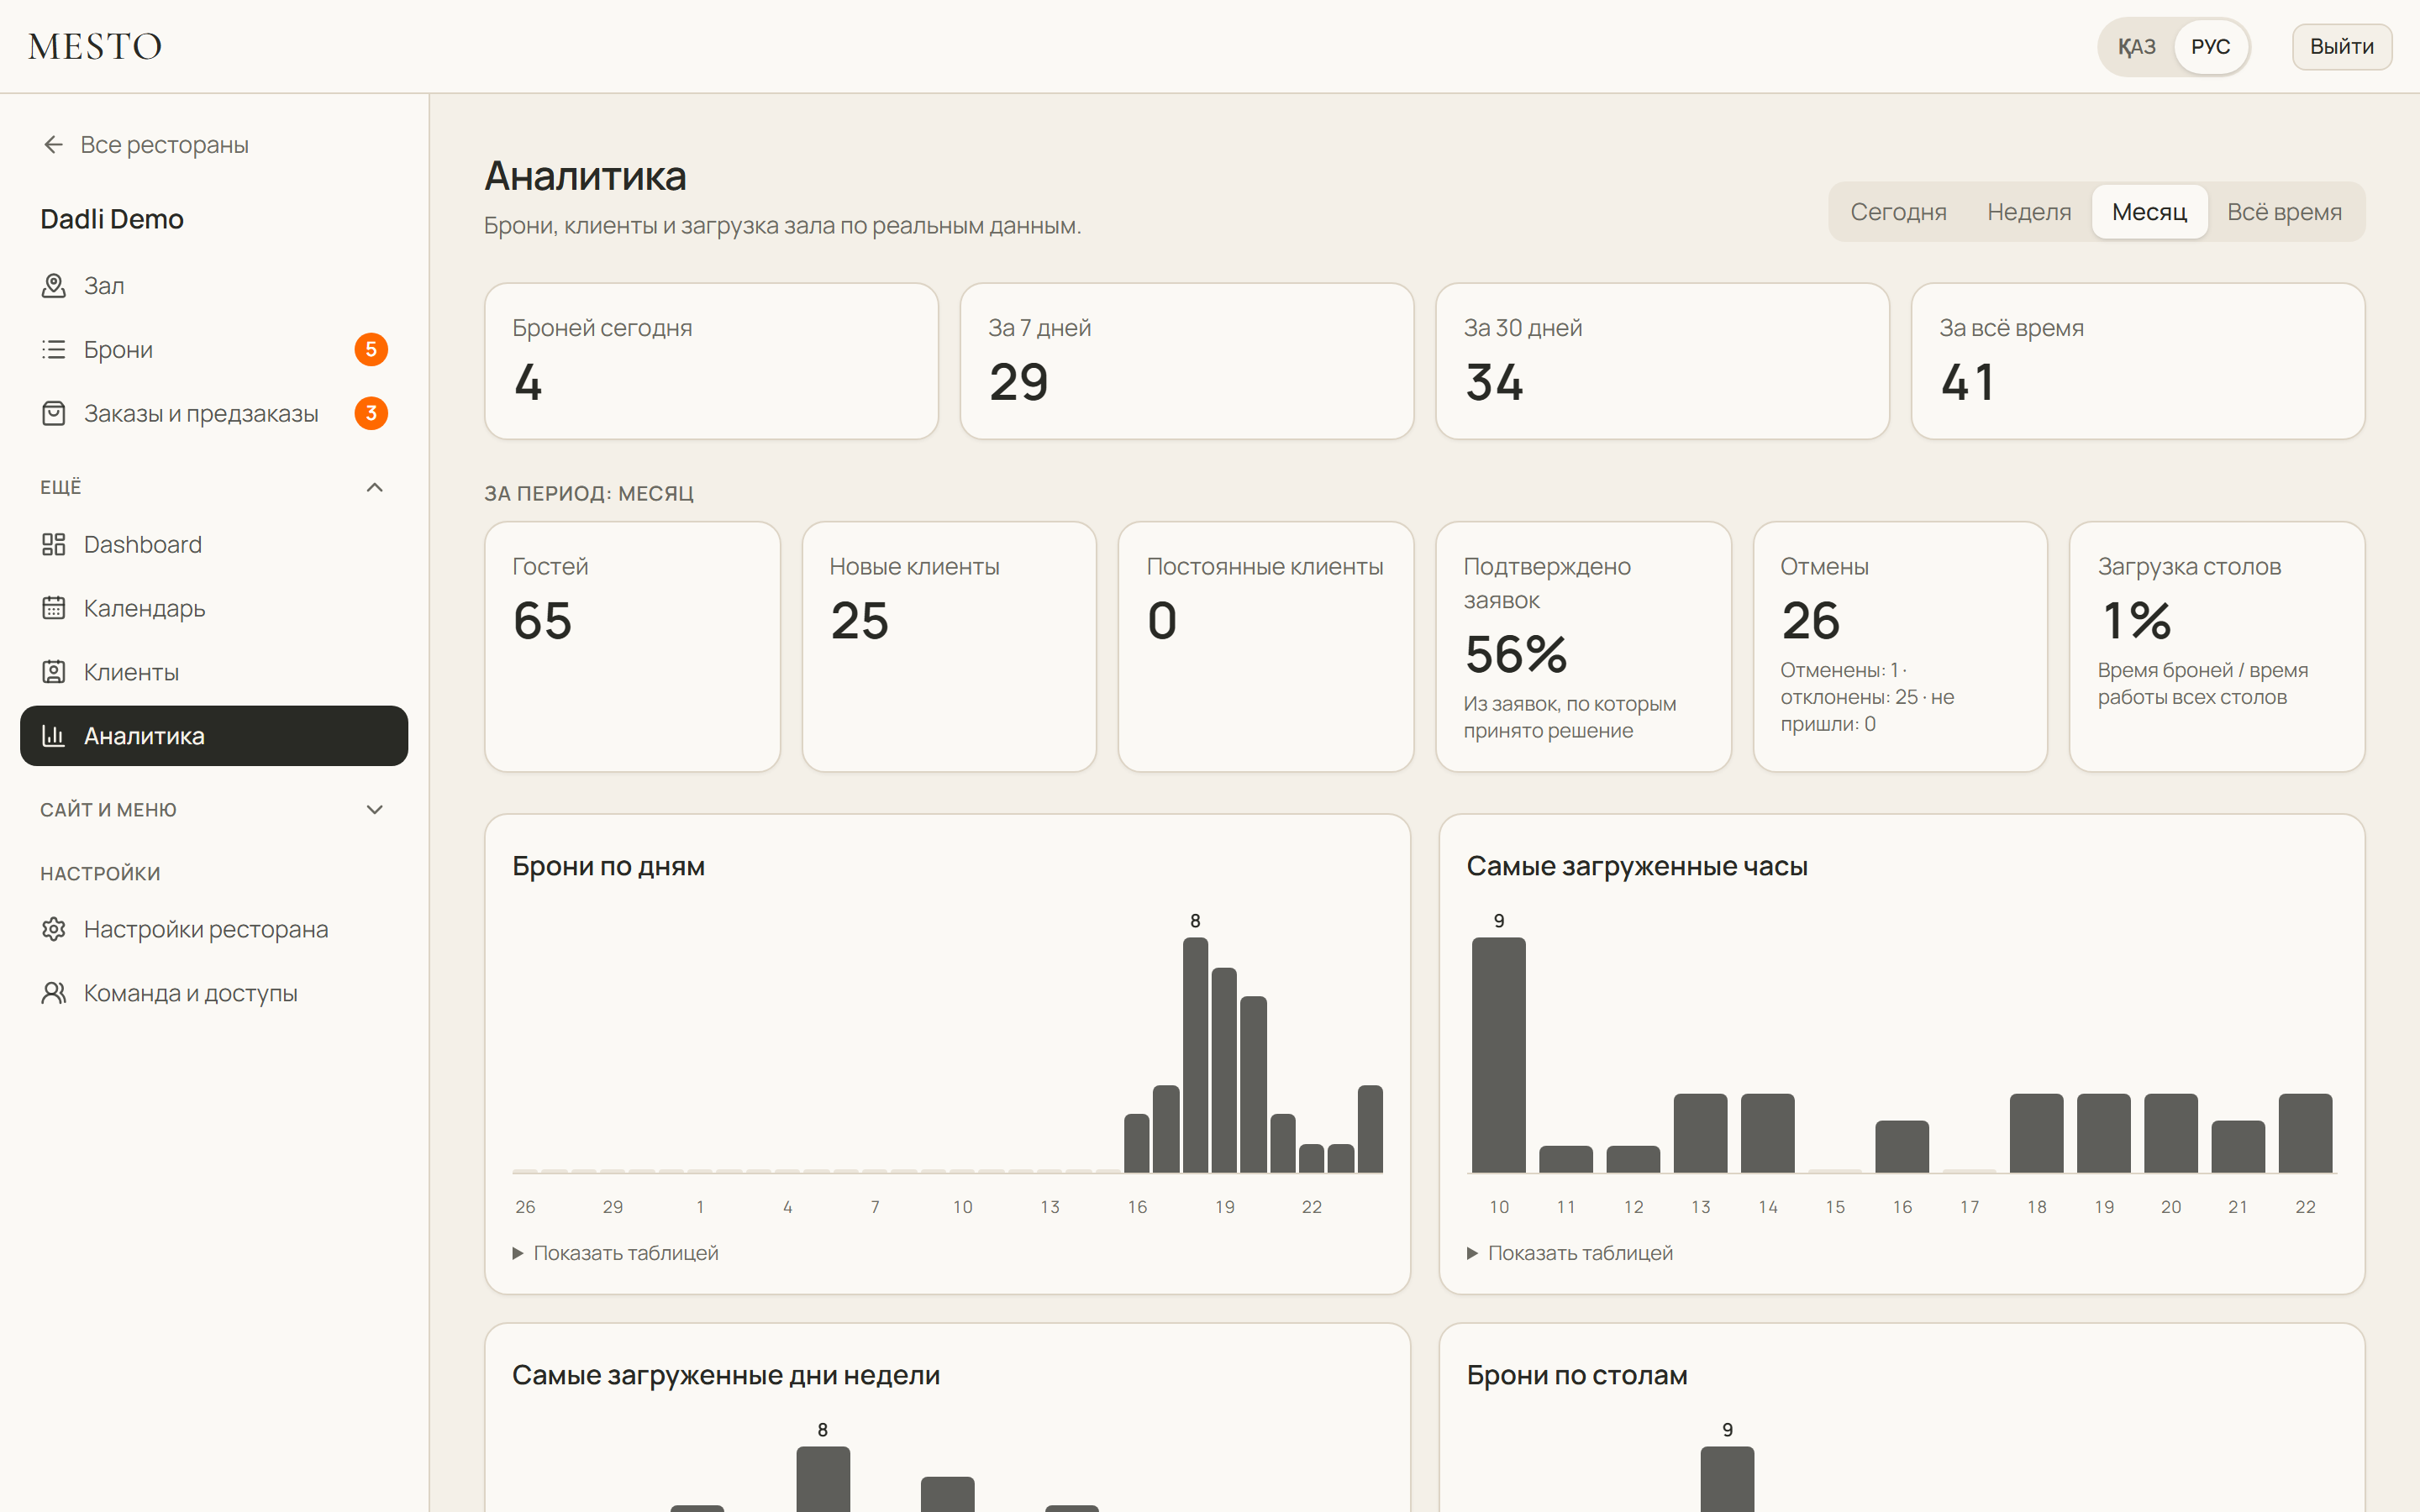 MESTO
ҚАЗ
РУС
Выйти
Все рестораны
Dadli Demo
Зал
Брони
5
Заказы и предзаказы
3
ЕЩЁ
Dashboard
Календарь
Клиенты
Аналитика
САЙТ И МЕНЮ
НАСТРОЙКИ
Настройки ресторана
Команда и доступы
Аналитика
Брони, клиенты и загрузка зала по реальным данным.
Сегодня
Неделя
Месяц
Всё время
Броней сегодня
4
За 7 дней
29
За 30 дней
34
За всё время
41
ЗА ПЕРИОД: МЕСЯЦ
Гостей
65
Новые клиенты
25
Постоянные клиенты
0
Подтверждено
заявок
56%
Из заявок, по которым
принято решение
Отмены
26
Отменены: 1 ·
отклонены: 25 · не
пришли: 0
Загрузка столов
1%
Время броней / время
работы всех столов
Брони по дням
8
26 29 1 4 7 10 13 16 19 22
Показать таблицей
Самые загруженные часы
9
10 11 12 13 14 15 16 17 18 19 20 21 22
Показать таблицей
Самые загруженные дни недели
8
Брони по столам
9